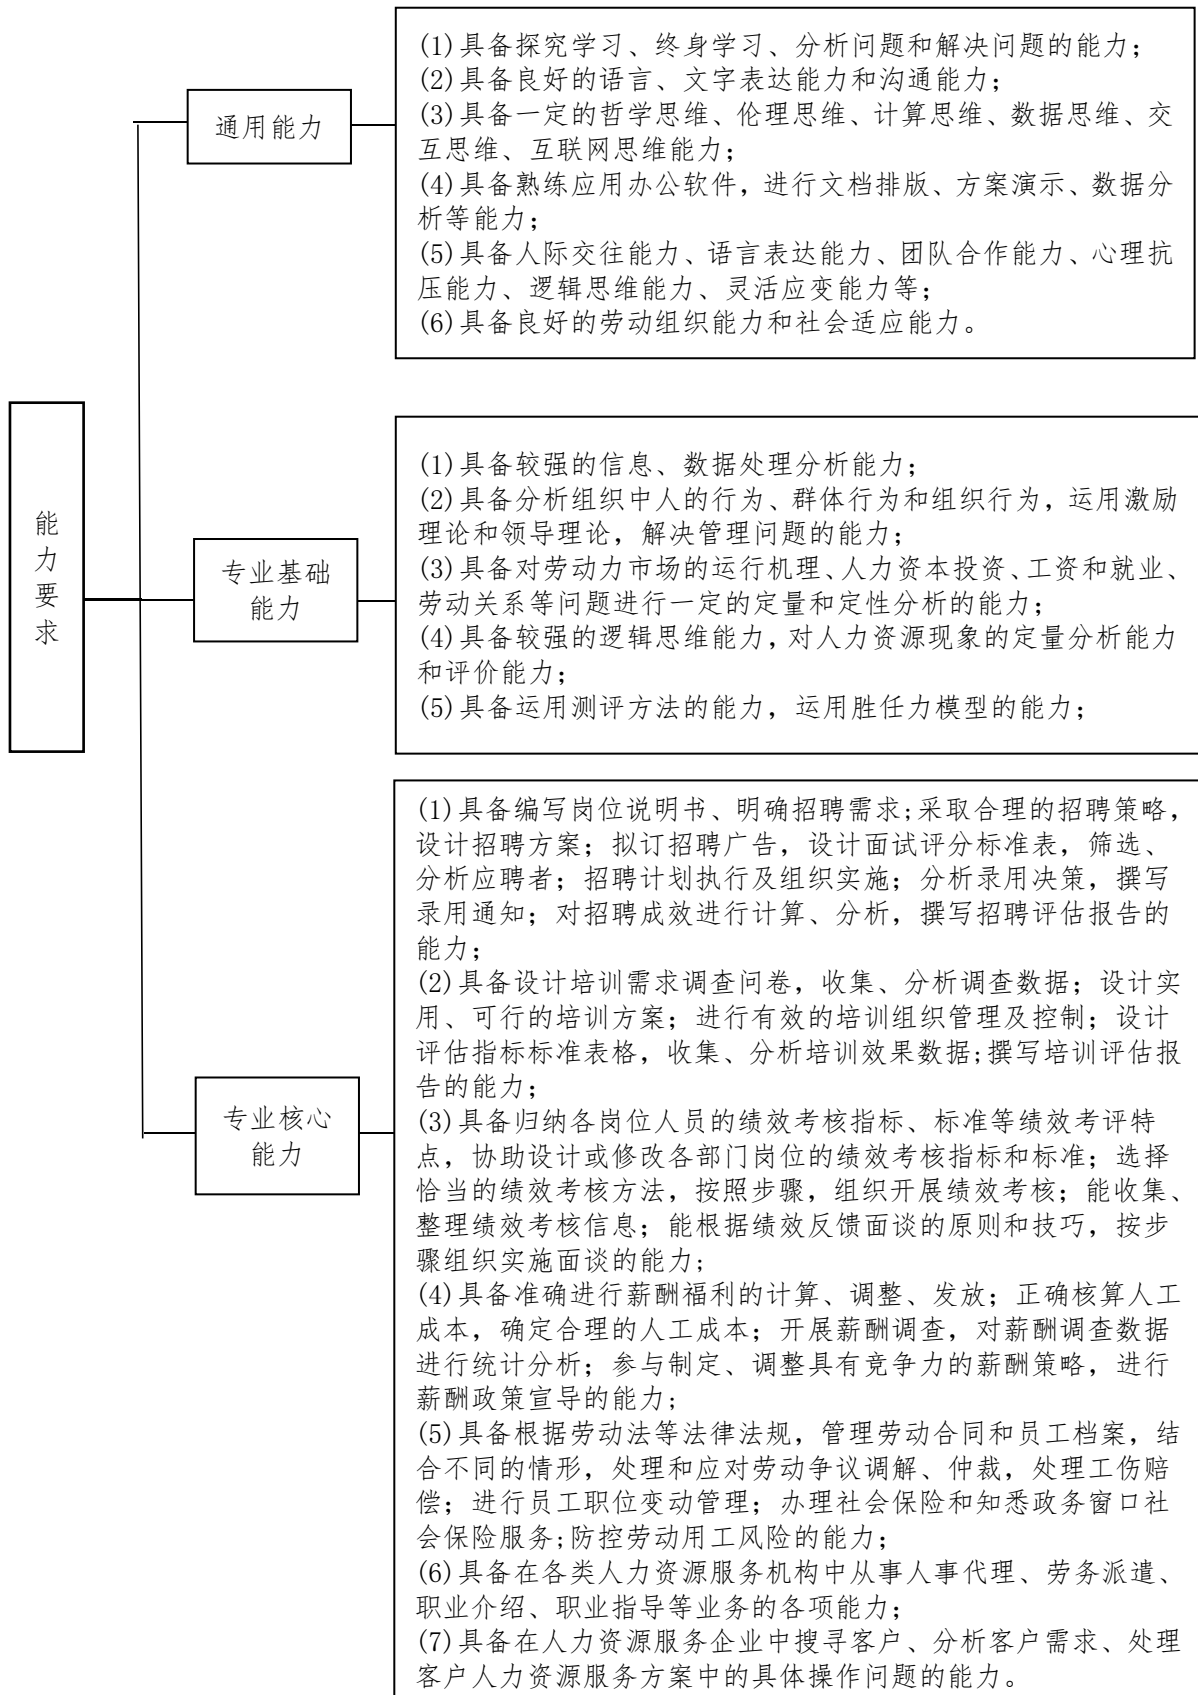 能
力
要
求
通用能力
(1)具备探究学习、终身学习、分析问题和解决问题的能力；
(2)具备良好的语言、文字表达能力和沟通能力；
(3)具备一定的哲学思维、伦理思维、计算思维、数据思维、交
互思维、互联网思维能力；
(4)具备熟练应用办公软件，进行文档排版、方案演示、数据分
析等能力；
(5)具备人际交往能力、语言表达能力、团队合作能力、心理抗
压能力、逻辑思维能力、灵活应变能力等；
(6)具备良好的劳动组织能力和社会适应能力。
专业基础
能力
(1)具备较强的信息、数据处理分析能力；
(2)具备分析组织中人的行为、群体行为和组织行为，运用激励
理论和领导理论，解决管理问题的能力；
(3)具备对劳动力市场的运行机理、人力资本投资、工资和就业、
劳动关系等问题进行一定的定量和定性分析的能力；
(4)具备较强的逻辑思维能力，对人力资源现象的定量分析能力
和评价能力；
(5)具备运用测评方法的能力，运用胜任力模型的能力；
专业核心
能力
(1)具备编写岗位说明书、明确招聘需求;采取合理的招聘策略，
设计招聘方案；拟订招聘广告，设计面试评分标准表，筛选、
分析应聘者；招聘计划执行及组织实施；分析录用决策，撰写
录用通知；对招聘成效进行计算、分析，撰写招聘评估报告的
能力；
(2)具备设计培训需求调查问卷，收集、分析调查数据；设计实
用、可行的培训方案；进行有效的培训组织管理及控制；设计
评估指标标准表格，收集、分析培训效果数据;撰写培训评估报
告的能力；
(3)具备归纳各岗位人员的绩效考核指标、标准等绩效考评特
点，协助设计或修改各部门岗位的绩效考核指标和标准；选择
恰当的绩效考核方法，按照步骤，组织开展绩效考核；能收集、
整理绩效考核信息；能根据绩效反馈面谈的原则和技巧，按步
骤组织实施面谈的能力;
(4)具备准确进行薪酬福利的计算、调整、发放；正确核算人工
成本，确定合理的人工成本；开展薪酬调查，对薪酬调查数据
进行统计分析；参与制定、调整具有竞争力的薪酬策略，进行
薪酬政策宣导的能力;
(5)具备根据劳动法等法律法规，管理劳动合同和员工档案，结
合不同的情形，处理和应对劳动争议调解、仲裁，处理工伤赔
偿；进行员工职位变动管理；办理社会保险和知悉政务窗口社
会保险服务;防控劳动用工风险的能力；
(6)具备在各类人力资源服务机构中从事人事代理、劳务派遣、
职业介绍、职业指导等业务的各项能力；
(7)具备在人力资源服务企业中搜寻客户、分析客户需求、处理
客户人力资源服务方案中的具体操作问题的能力。